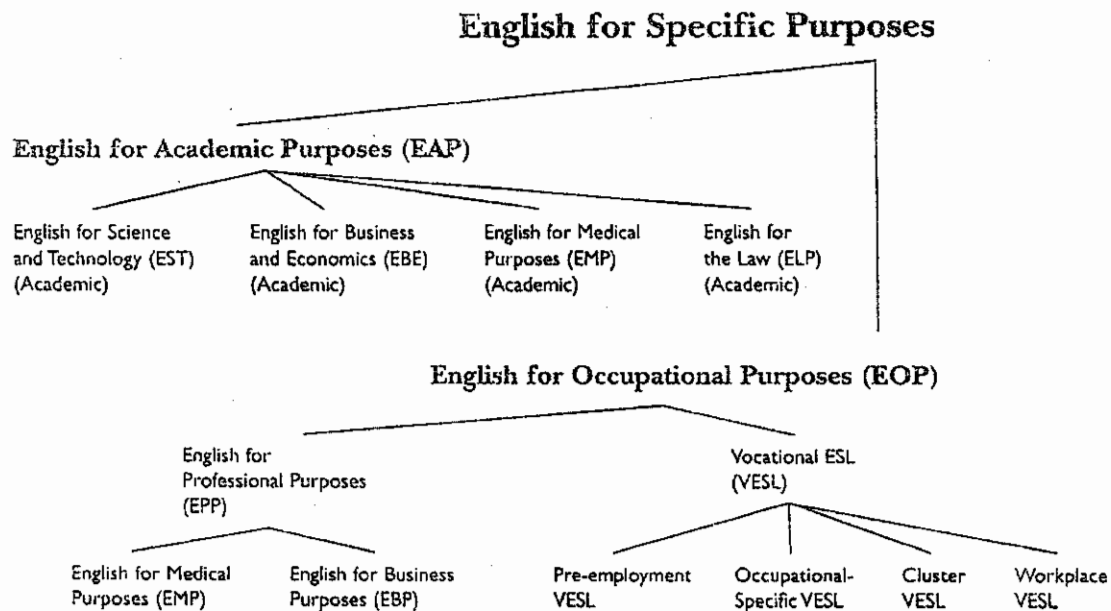 English for Specific Purposes
English for Academic Purposes (EAP)
English for Science
and Technology (EST)
(Academic)
English for Business
and Economics (EBE)
(Academic)
English for Medical
Purposes (EMP)
(Academic)
English for
the Law (ELP)
(Academic)
English for Occupational Purposes (EOP)
English for
Professional Purposes
(EPP)
Vocational ESL
(VESL)
English for Medical
Purposes (EMP)
English for Business
Purposes (EBP)
Pre-employment
VESL
Occupational-
Specific VESL
Cluster
VESL
Workplace
VESL